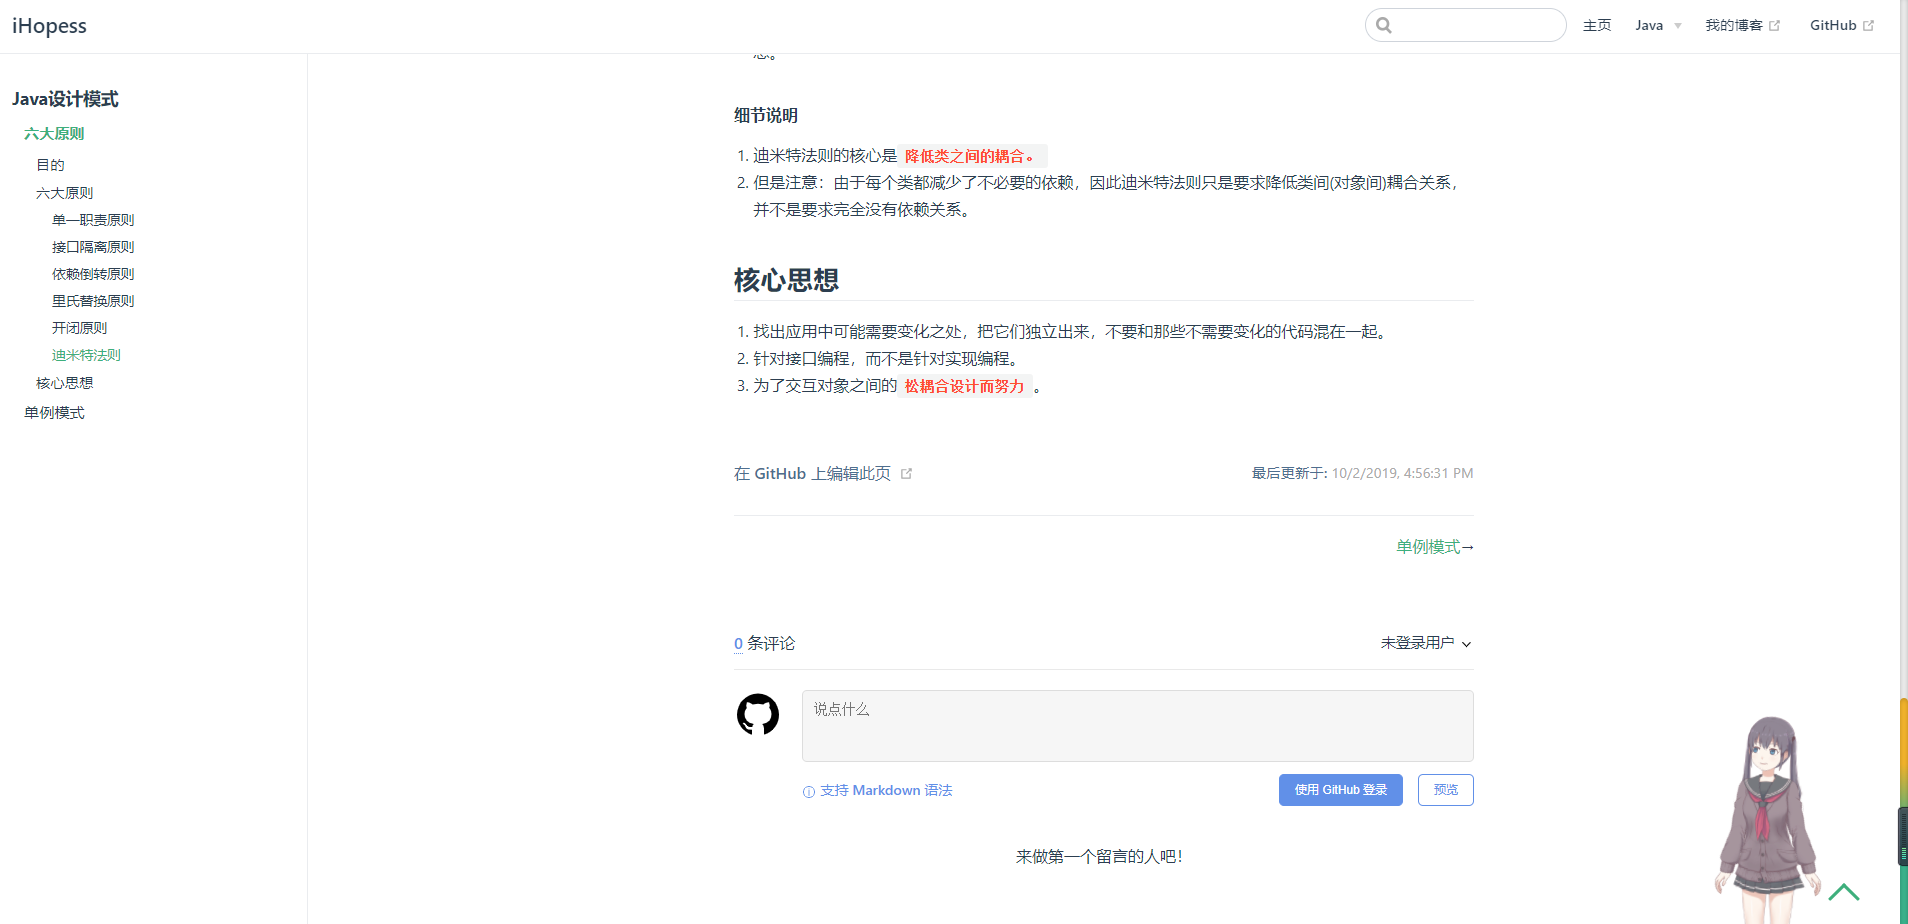 iHopess
主页
Java
我的博客
GitHub
Java设计模式
六大原则
目的
六大原则
单一职责原则
接口隔离原则
依赖倒转原则
里氏替换原则
开闭原则
迪米特法则
核心思想
单例模式
细节说明
1. 迪米特法则的核心是 降低类之间的耦合。
2. 但是注意：由于每个类都减少了不必要的依赖，因此迪米特法则只是要求降低类间(对象间)耦合关系，
并不是要求完全没有依赖关系。
核心思想
1. 找出应用中可能需要变化之处，把它们独立出来，不要和那些不需要变化的代码混在一起。
2. 针对接口编程，而不是针对实现编程。
3. 为了交互对象之间的 松耦合设计而努力 。
在 GitHub 上编辑此页
最后更新于: 10/2/2019, 4:56:31 PM
单例模式→
0 条评论
未登录用户
说点什么
支持 Markdown 语法
使用 GitHub 登录
预览
来做第一个留言的人吧！